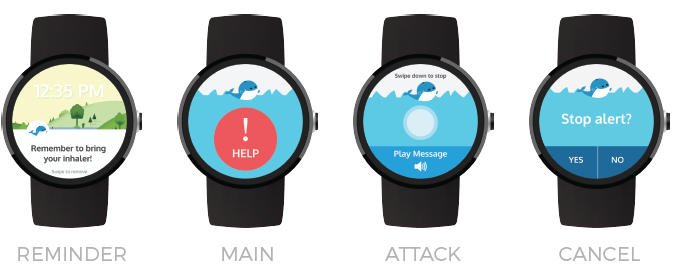 12:35 PM
Remember to bring
your inhaler!
Swipe to remove
!
HELP
Swipe down to stop
Play Message
Stop alert?
YES NO
REMINDER
MAIN
ATTACK
CANCEL